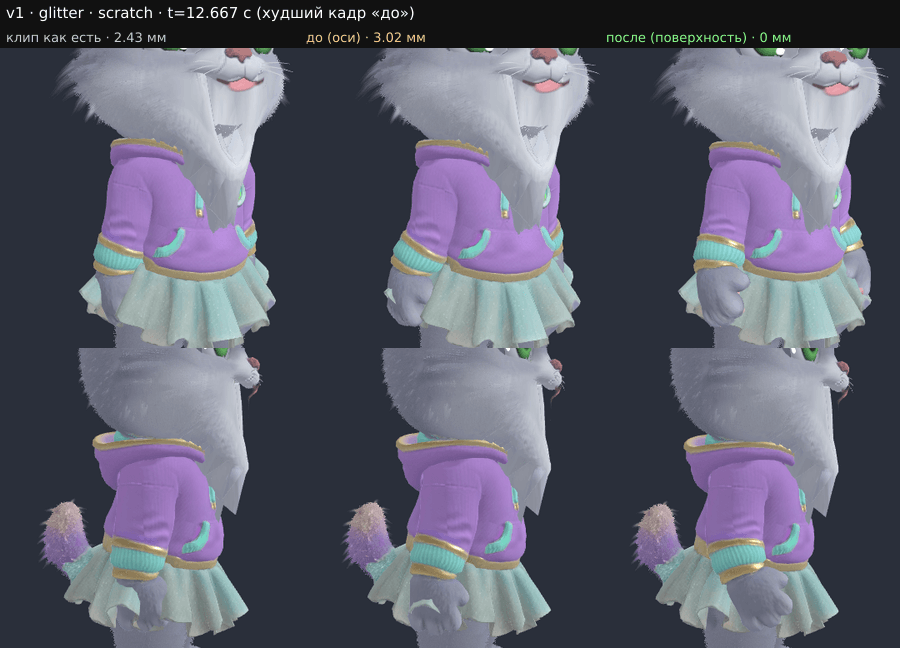 v1 · glitter · scratch · t=12.667 с (худший кадр «до»)
клип как есть · 2.43 мм
до (оси) · 3.02 мм
после (поверхность) · 0 мм